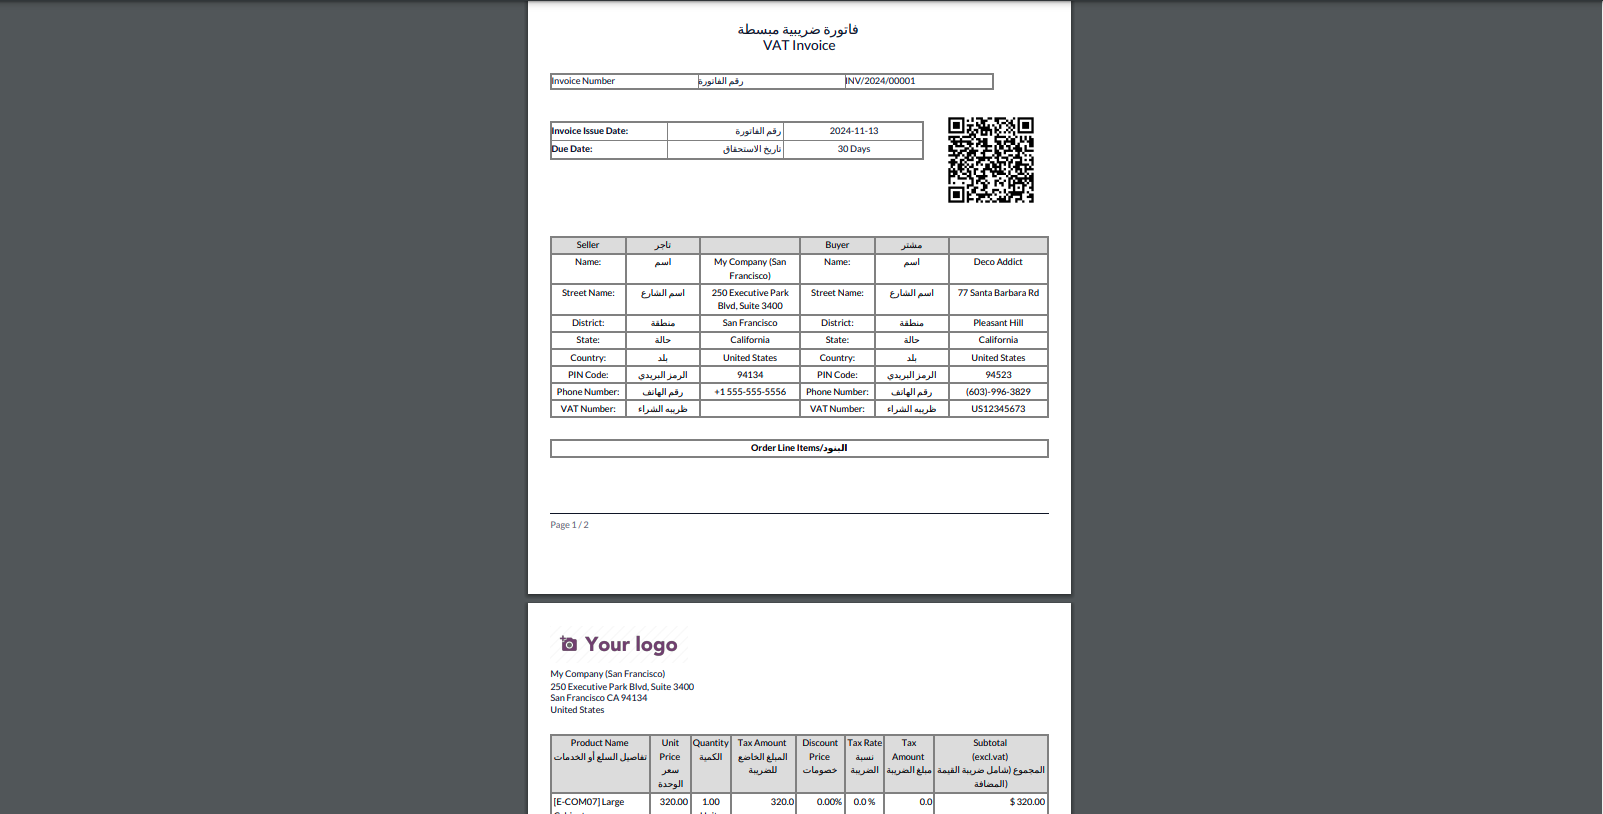 فاتورة ضريبية مبسطة
VAT Invoice
Invoice Number رقم الفاتورة INV/2024/00001
Invoice Issue Date: رقم الفاتورة 2024-11-13
Due Date: تاريخ الاستحقاق 30 Days
Seller تاجر Buyer مشتر
Name: اسم My Company (San Name: اسم Deco Addict
Francisco)
Street Name: اسم الشارع 250 Executive Park Street Name: اسم الشارع 77 Santa Barbara Rd
Blvd, Suite 3400
District: منطقة San Francisco District: منطقة Pleasant Hill
State: حالة California State: حالة California
Country: بلد United States Country: بلد United States
PIN Code: الرمز البريدي 94134 PIN Code: الرمز البريدي 94523
Phone Number: رقم الهاتف +1 555-555-5556 Phone Number: رقم الهاتف (603)-996-3829
VAT Number: ظريبه الشراء VAT Number: ظريبه الشراء US12345673
Order Line Items/البنود
Page 1 / 2
Your logo
My Company (San Francisco)
250 Executive Park Blvd, Suite 3400
San Francisco CA 94134
United States
Product Name Unit Quantity Tax Amount Discount Tax Rate Tax Subtotal
تفاصيل السلع أو الخدمات Price الكمية المبلغ الخاضع Price نسبة Amount (excl.vat)
سعر للضريبة خصومات الضريبة مبلغ الضريبة المجموع (شامل ضريبة القيمة
الوحدة المضافة)
[E-COM07] Large 320.00 1.00 320.0 0.00% 0.0 % 0.0 $ 320.00